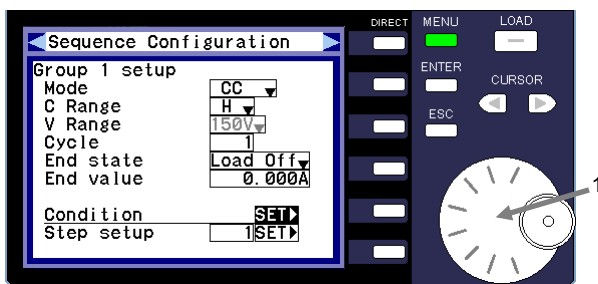 DIRECT MENU LOAD
Sequence Configuration
Group 1 setup
ENTER
Mode CC
CURSOR
C Range H
V Range 150V
ESC
Cycle 1
End state Load Off
End value 0.000A
1
Condition SET
Step setup 1 SET